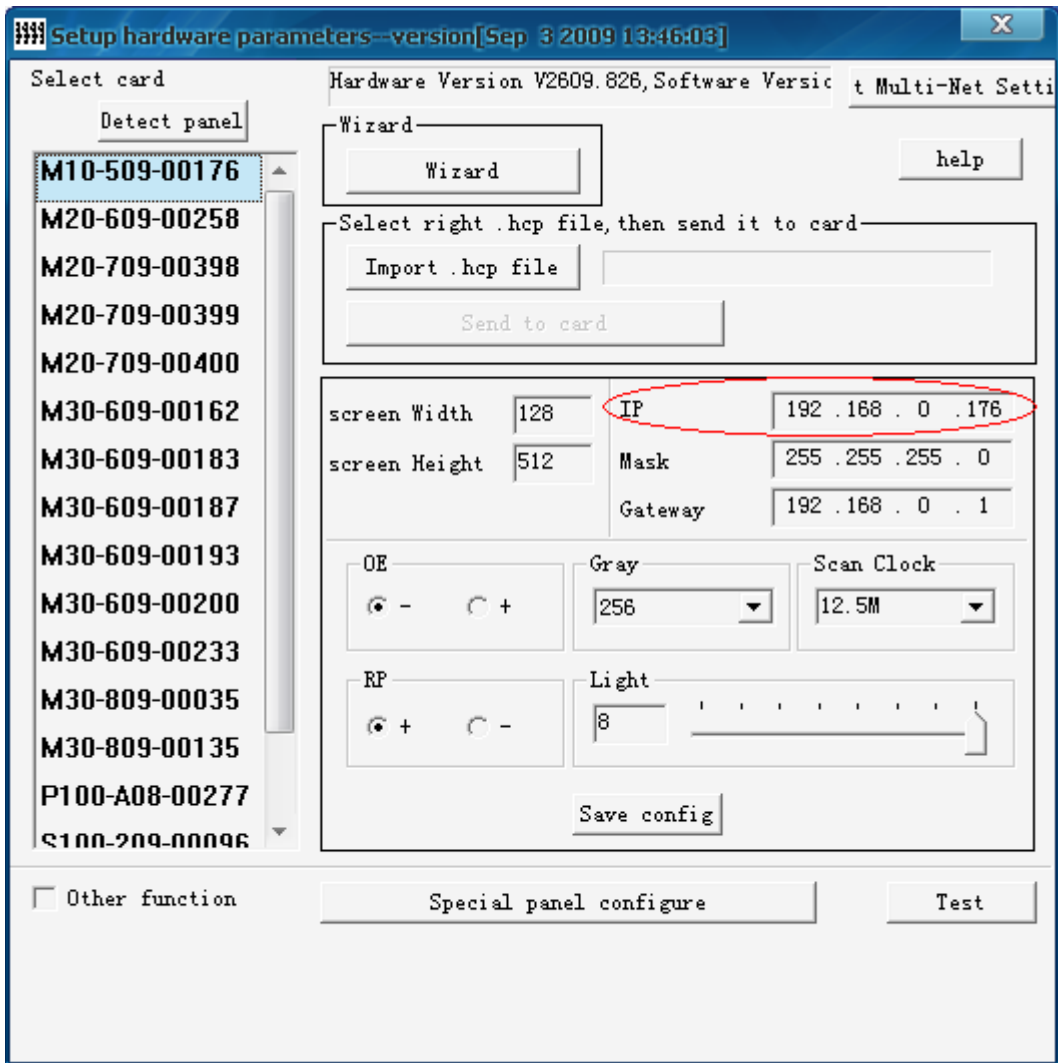 Setup hardware parameters--version[Sep 3 2009 13:46:03]
Select card
Hardware Version V2609.826,Software Versic
t Multi-Net Setti
Detect panel
Wizard
Wizard
help
M10-509-00176
M20-609-00258
M20-709-00398
M20-709-00399
M20-709-00400
M30-609-00162
M30-609-00183
M30-609-00187
M30-609-00193
M30-609-00200
M30-609-00233
M30-809-00035
M30-809-00135
P100-A08-00277
S100-209-00096
Select right .hcp file,then send it to card
Import .hcp file
Send to card
screen Width 128
screen Height 512
IP 192 .168 . 0 .176
Mask 255 .255 .255 . 0
Gateway 192 .168 . 0 . 1
OE
- +
Gray
256
Scan Clock
12.5M
RP
+ -
Light
8
Save config
Other function
Special panel configure
Test